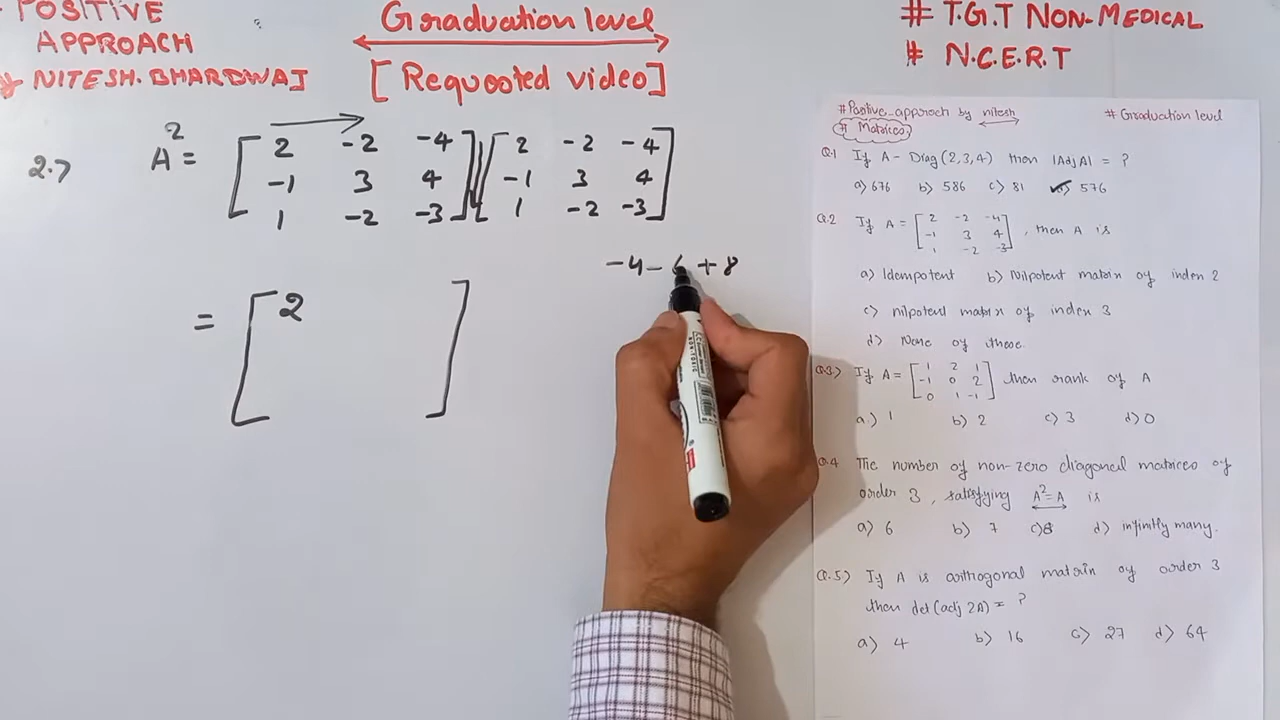 POSITIVE
APPROACH
NITESH. BHARDWAJ
Graduation level
[Requested video]
# T.G.T NON-MEDICAL
# N.C.E.R.T
2.7 A² = [2 -2 -4] [2 -2 -4]
-1 3 4 -1 3 4
1 -2 -3 1 -2 -3
-4 - 6 + 8
= [2 ]
#Positive_approach by nitesh # Graduation level
# Matrices
Q.1 If A - Diag(2,3,4) then |AdjA| = ?
a) 676 b) 586 c) 81 d) 576
Q.2 If A = [2 -2 -4
-1 3 4
1 -2 -3] , then A is
a) Idempotent b) Nilpotent matrix of index 2
c) nilpotent matrix of index 3
d) None of these.
Q.3.) If A = [1 2 1
-1 0 2
0 1 -1] then rank of A
a.) 1 b) 2 c) 3 d) 0
Q.4 The number of non-zero diagonal matrices of
order 3, satisfying A²=A is
a) 6 b) 7 c) 8 d) infinitly many.
Q.5) If A is orthogonal matrix of order 3
then det(adj 2A) = ?
a) 4 b) 16 c) 27 d) 64